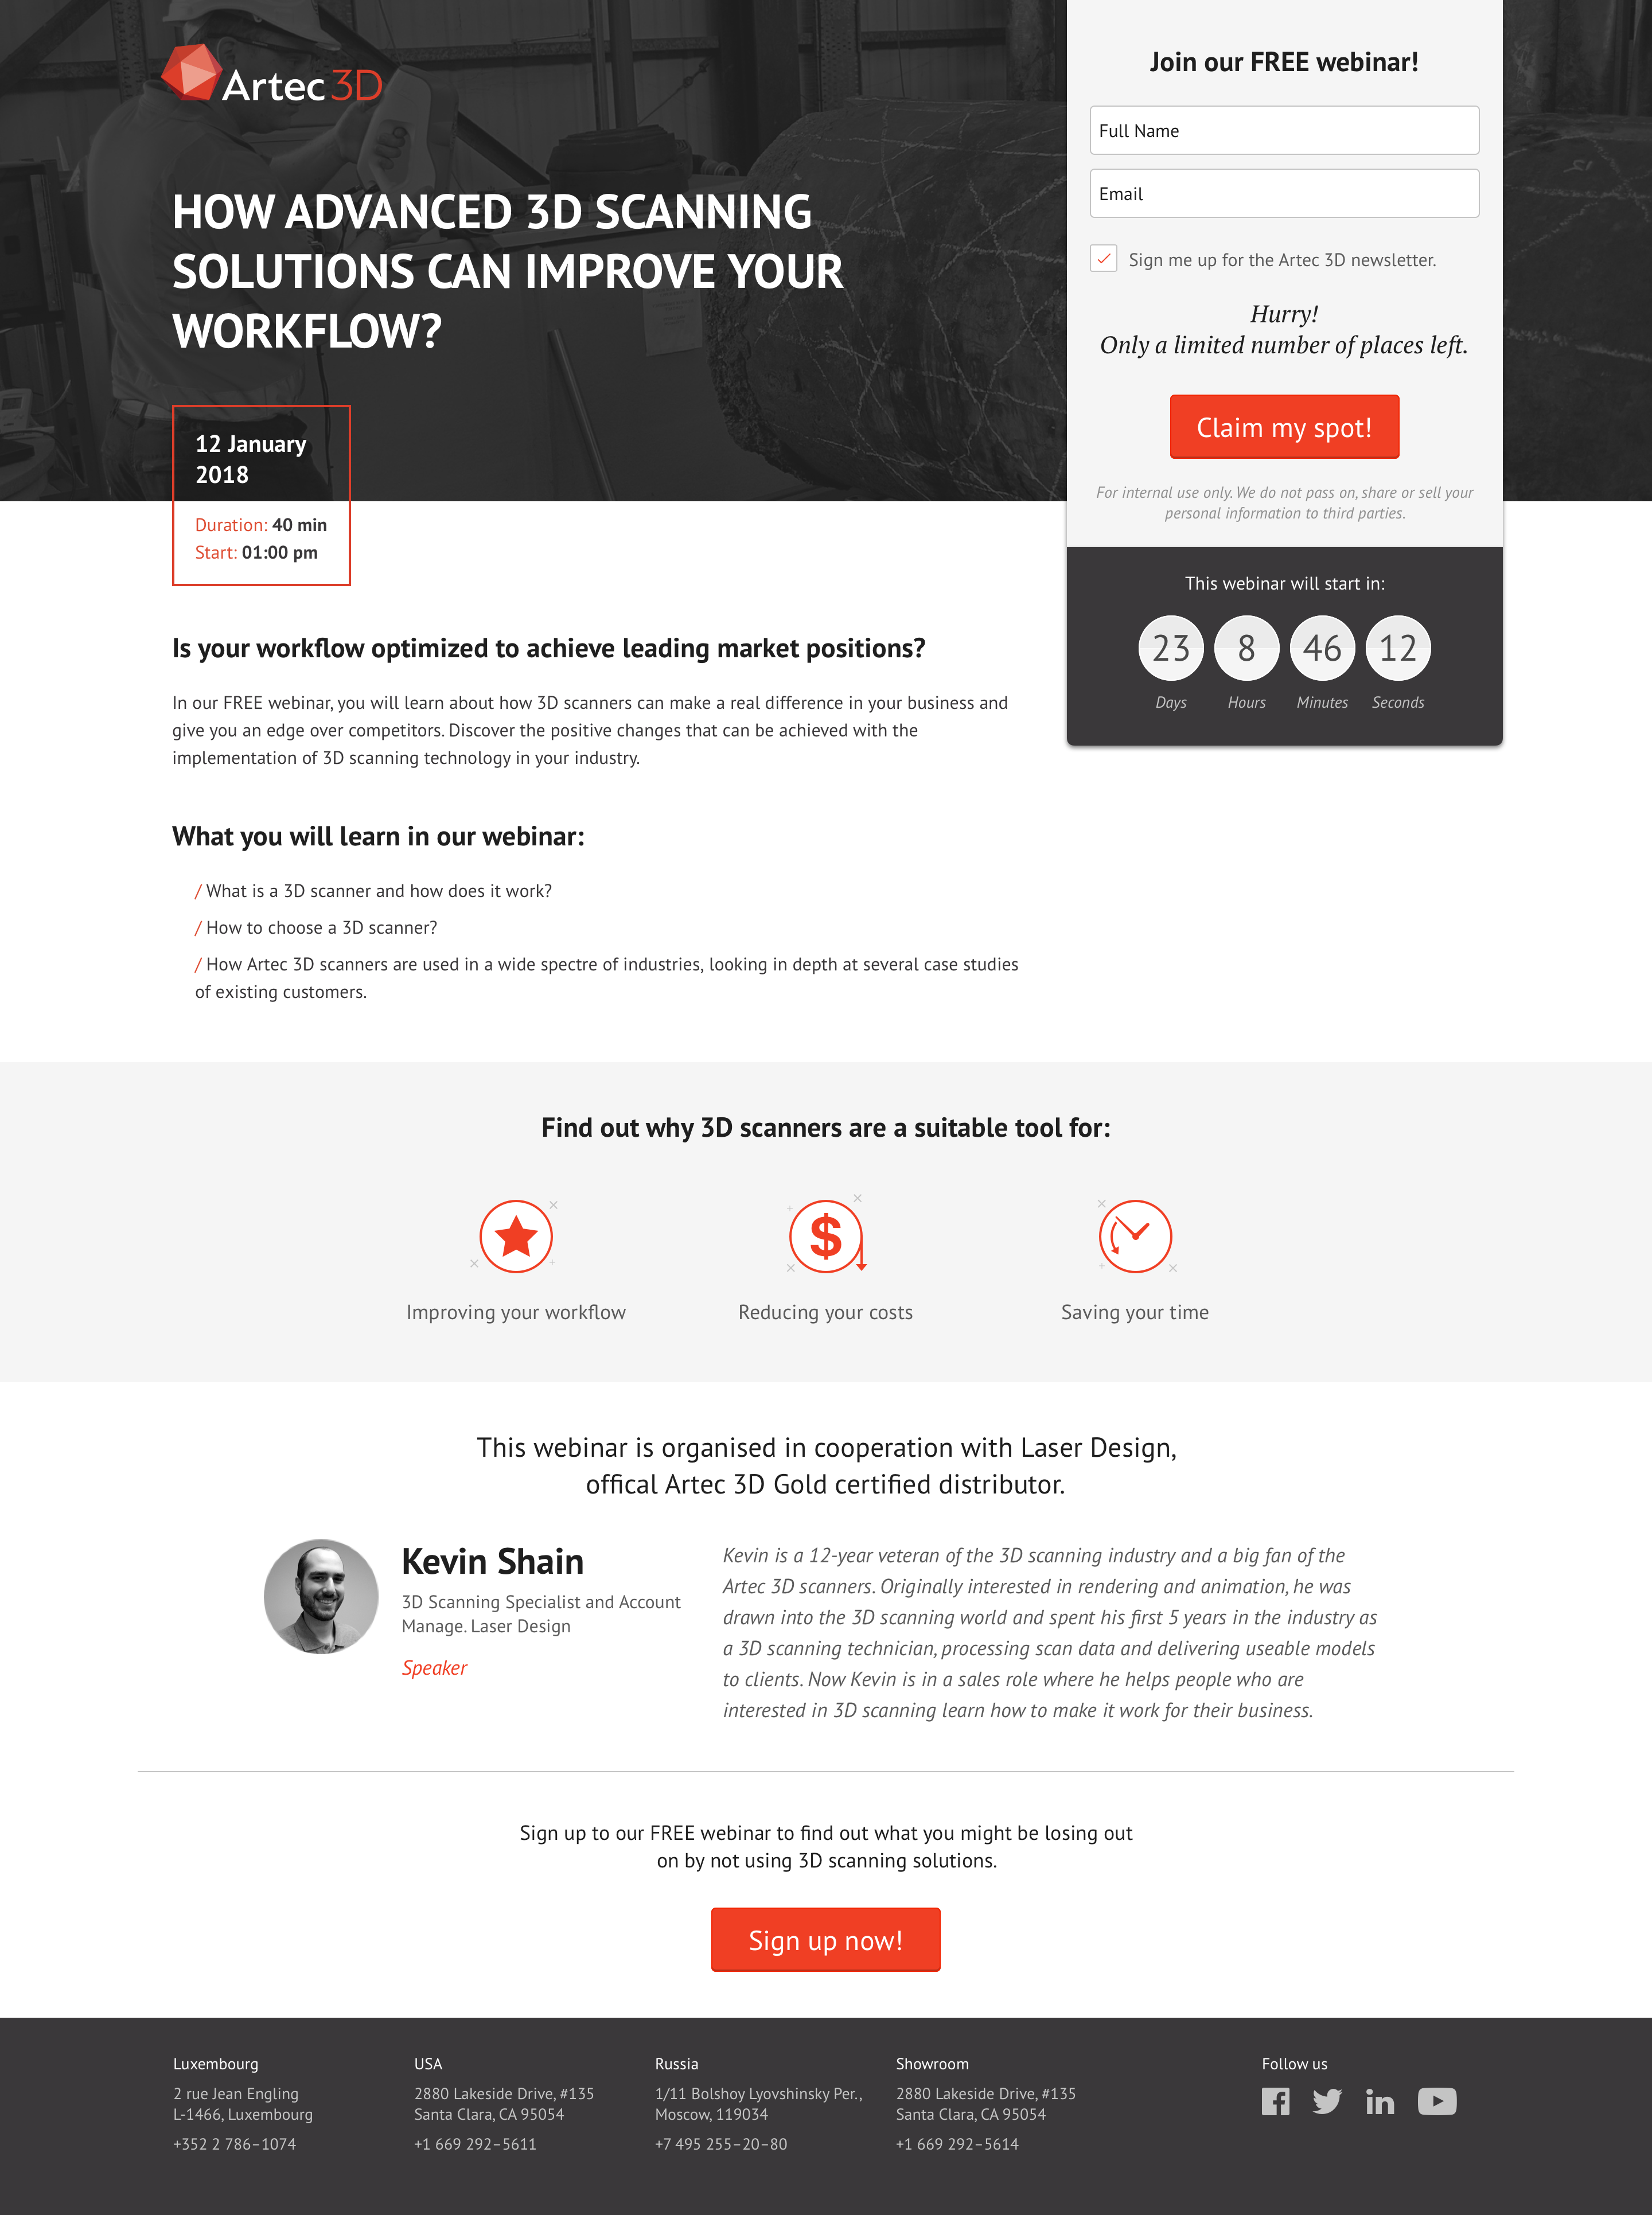 Artec 3D
HOW ADVANCED 3D SCANNING
SOLUTIONS CAN IMPROVE YOUR
WORKFLOW?
12 January
2018
Duration: 40 min
Start: 01:00 pm
Join our FREE webinar!
Full Name
Email
Sign me up for the Artec 3D newsletter.
Hurry!
Only a limited number of places left.
Claim my spot!
For internal use only. We do not pass on, share or sell your
personal information to third parties.
This webinar will start in:
23 8 46 12
Days Hours Minutes Seconds
Is your workflow optimized to achieve leading market positions?
In our FREE webinar, you will learn about how 3D scanners can make a real difference in your business and
give you an edge over competitors. Discover the positive changes that can be achieved with the
implementation of 3D scanning technology in your industry.
What you will learn in our webinar:
/ What is a 3D scanner and how does it work?
/ How to choose a 3D scanner?
/ How Artec 3D scanners are used in a wide spectre of industries, looking in depth at several case studies
of existing customers.
Find out why 3D scanners are a suitable tool for:
$
Improving your workflow
Reducing your costs
Saving your time
This webinar is organised in cooperation with Laser Design,
offical Artec 3D Gold certified distributor.
Kevin Shain
3D Scanning Specialist and Account
Manage. Laser Design
Speaker
Kevin is a 12-year veteran of the 3D scanning industry and a big fan of the
Artec 3D scanners. Originally interested in rendering and animation, he was
drawn into the 3D scanning world and spent his first 5 years in the industry as
a 3D scanning technician, processing scan data and delivering useable models
to clients. Now Kevin is in a sales role where he helps people who are
interested in 3D scanning learn how to make it work for their business.
Sign up to our FREE webinar to find out what you might be losing out
on by not using 3D scanning solutions.
Sign up now!
Luxembourg
2 rue Jean Engling
L-1466, Luxembourg
+352 2 786–1074
USA
2880 Lakeside Drive, #135
Santa Clara, CA 95054
+1 669 292–5611
Russia
1/11 Bolshoy Lyovshinsky Per.,
Moscow, 119034
+7 495 255–20–80
Showroom
2880 Lakeside Drive, #135
Santa Clara, CA 95054
+1 669 292–5614
Follow us